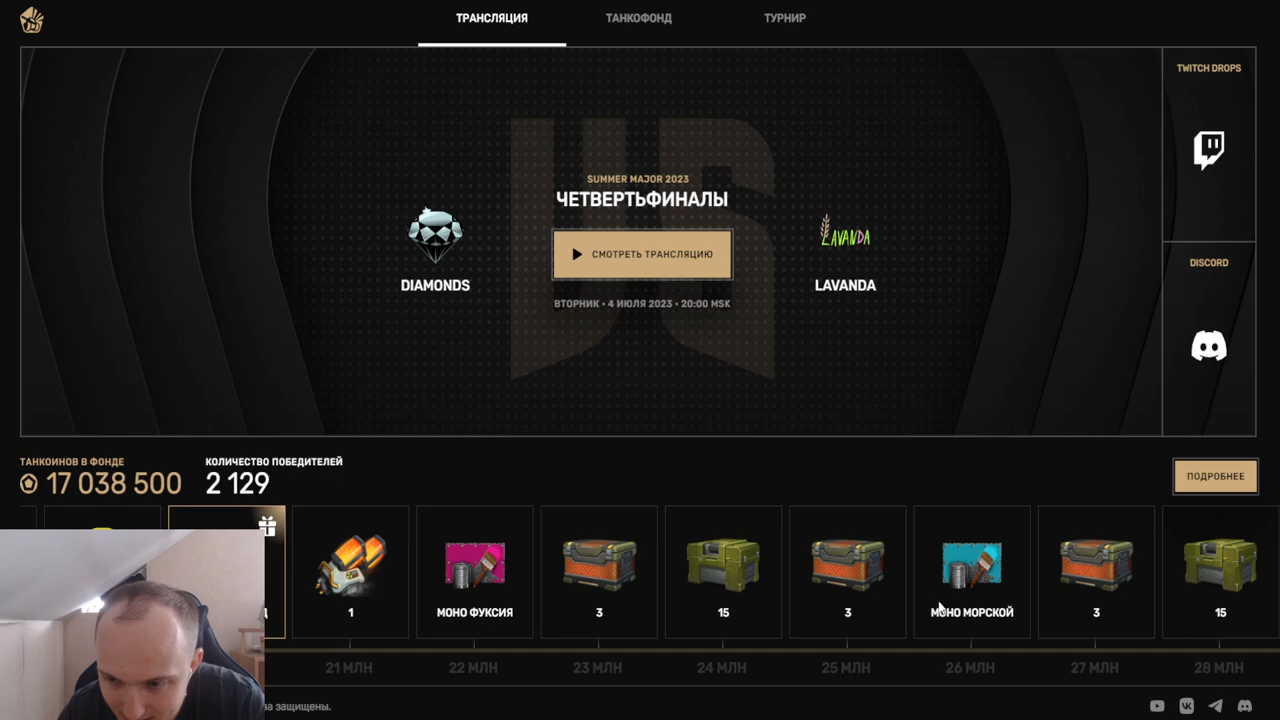 ТРАНСЛЯЦИЯ ТАНКОФОНД ТУРНИР
TWITCH DROPS
SUMMER MAJOR 2023
ЧЕТВЕРТЬФИНАЛЫ
СМОТРЕТЬ ТРАНСЛЯЦИЮ
LAVANDA
DIAMONDS
LAVANDA
ВТОРНИК • 4 ИЮЛЯ 2023 • 20:00 MSK
DISCORD
ТАНКОИНОВ В ФОНДЕ
17 038 500
КОЛИЧЕСТВО ПОБЕДИТЕЛЕЙ
2 129
ПОДРОБНЕЕ
1 МОНО ФУКСИЯ 3 15 3 МОНО МОРСКОЙ 3 15
21 МЛН 22 МЛН 23 МЛН 24 МЛН 25 МЛН 26 МЛН 27 МЛН 28 МЛН
защищены.